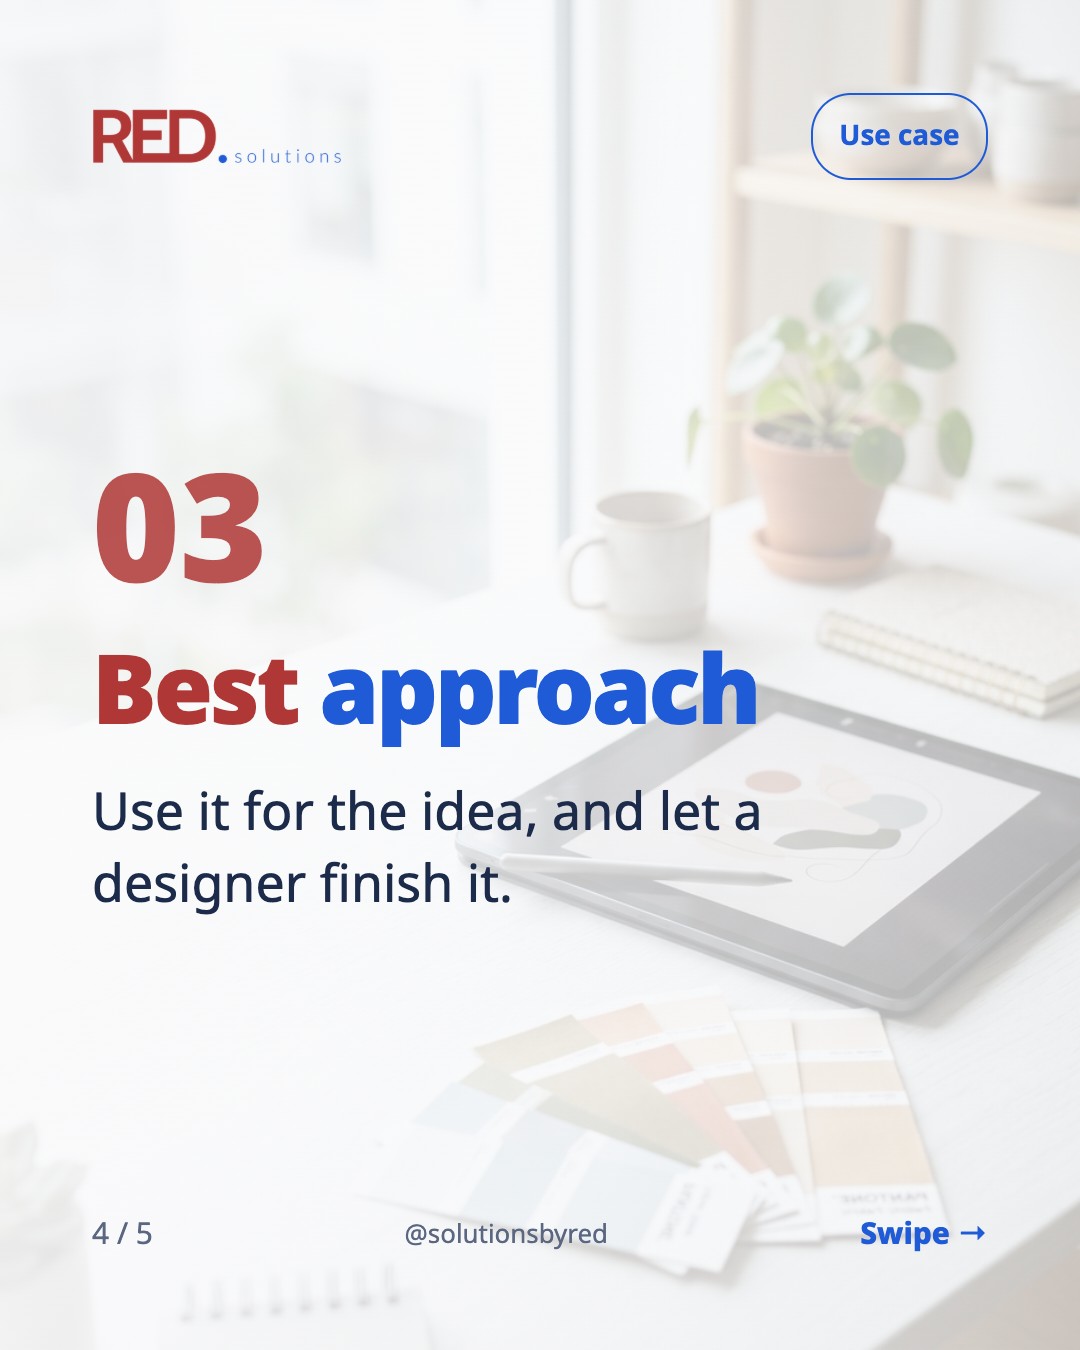 RED.solutions
Use case
03
Best approach
Use it for the idea, and let a
designer finish it.
4 / 5
@solutionsbyred
Swipe →